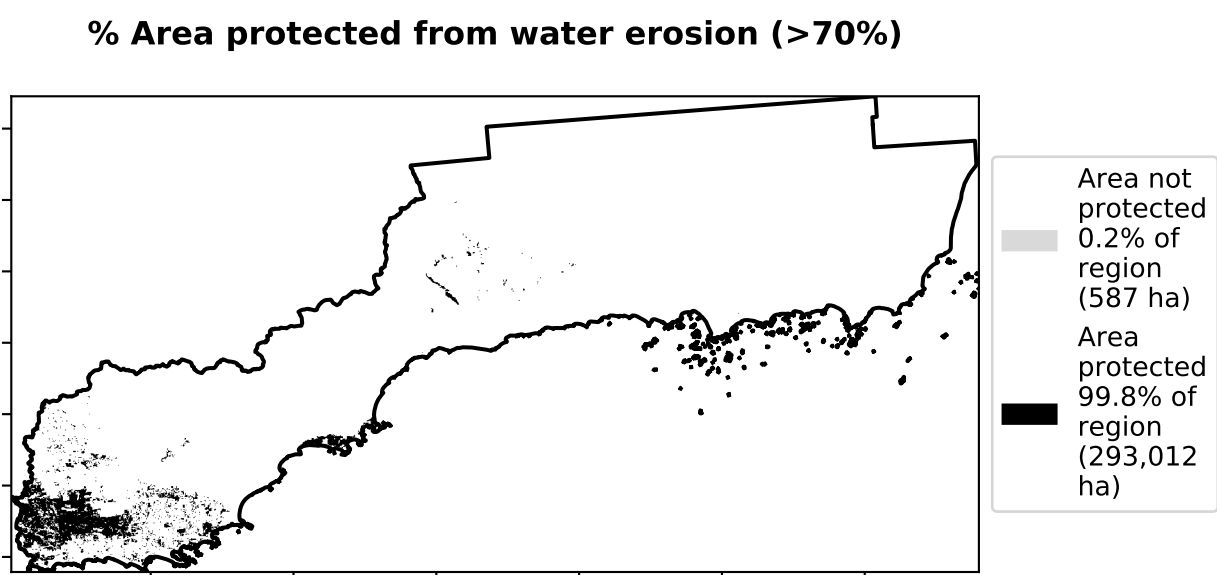 % Area protected from water erosion (>70%)
Area not
protected
0.2% of
region
(587 ha)
Area
protected
99.8% of
region
(293,012
ha)